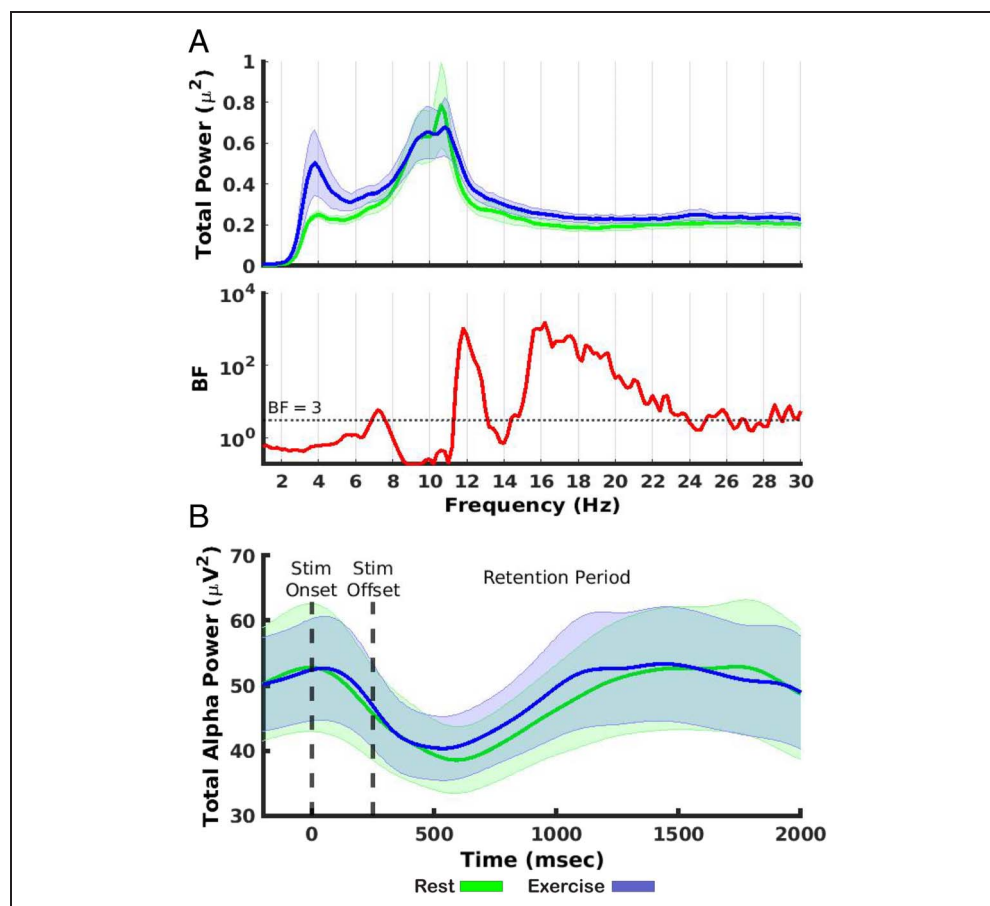 A
Total Power (μ²)
1
0.8
0.6
0.4
0.2
0
BF
10⁴
10²
10⁰
BF = 3
2 4 6 8 10 12 14 16 18 20 22 24 26 28 30
Frequency (Hz)
B
Total Alpha Power (μV²)
70
60
50
40
30
Stim
Onset
Stim
Offset
Retention Period
0 500 1000 1500 2000
Time (msec)
Rest Exercise